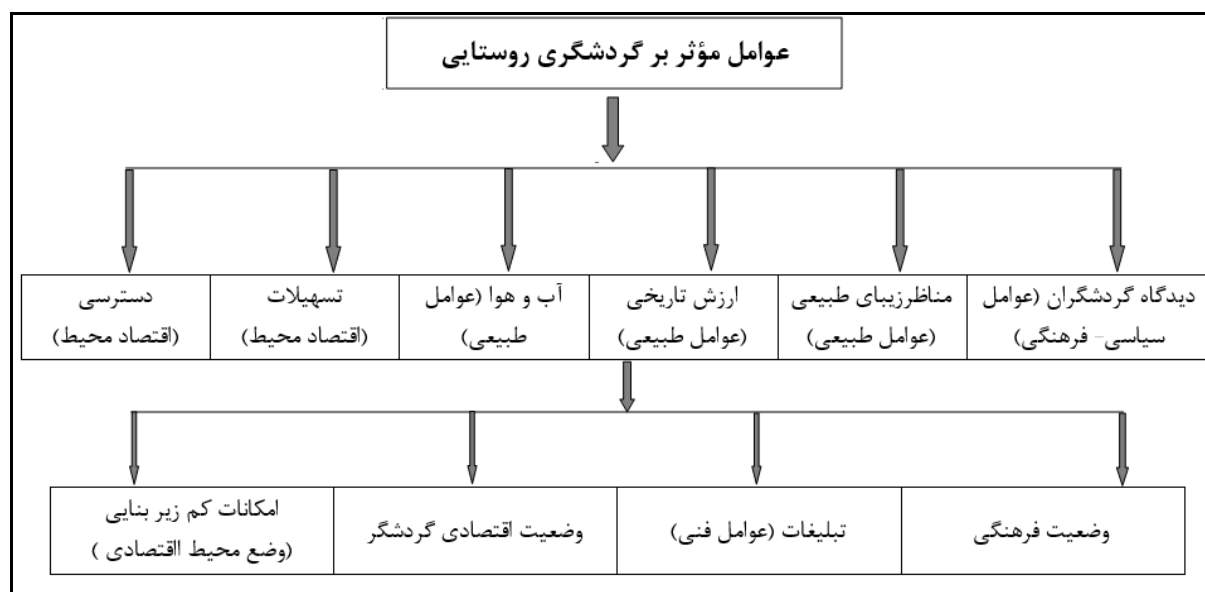 عوامل مؤثر بر گردشگری روستایی
دیدگاه گردشگران (عوامل
سیاسی- فرهنگی)
مناظرزیبای طبیعی
(عوامل طبیعی)
ارزش تاریخی
(عوامل طبیعی)
آب و هوا (عوامل
طبیعی)
تسهیلات
(اقتصاد محیط)
دسترسی
(اقتصاد محیط)
وضعیت فرهنگی
تبلیغات (عوامل فنی)
وضعیت اقتصادی گردشگر
امکانات کم زیر بنایی
(وضع محیط ااقتصادی )